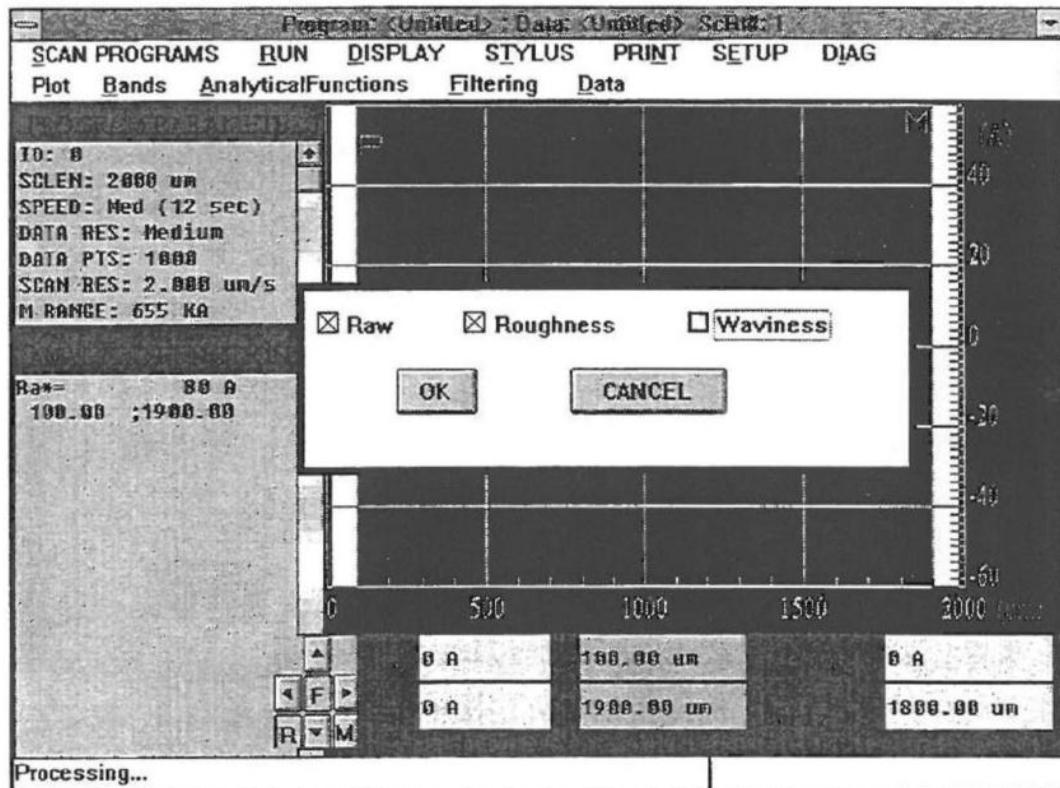 Program: <Untitled> : Data: <Untitled>
SCAN PROGRAMS RUN DISPLAY STYLUS PRINT SETUP DIAG
Plot Bands AnalyticalFunctions Filtering Data
ID: 0
SCLEN: 2000 um
SPEED: Med (12 sec)
DATA RES: Medium
DATA PTS: 1000
SCAN RES: 2.000 um/s
M RANGE: 655 KA
Ra*= 80 A
100.00 ;1900.00
M
40
20
0
-20
-40
-60
Raw Roughness Waviness
OK CANCEL
0 500 1000 1500 2000
F
R M
0 A 100.00 um 0 A
0 A 1900.00 um 1800.00 um
Processing...